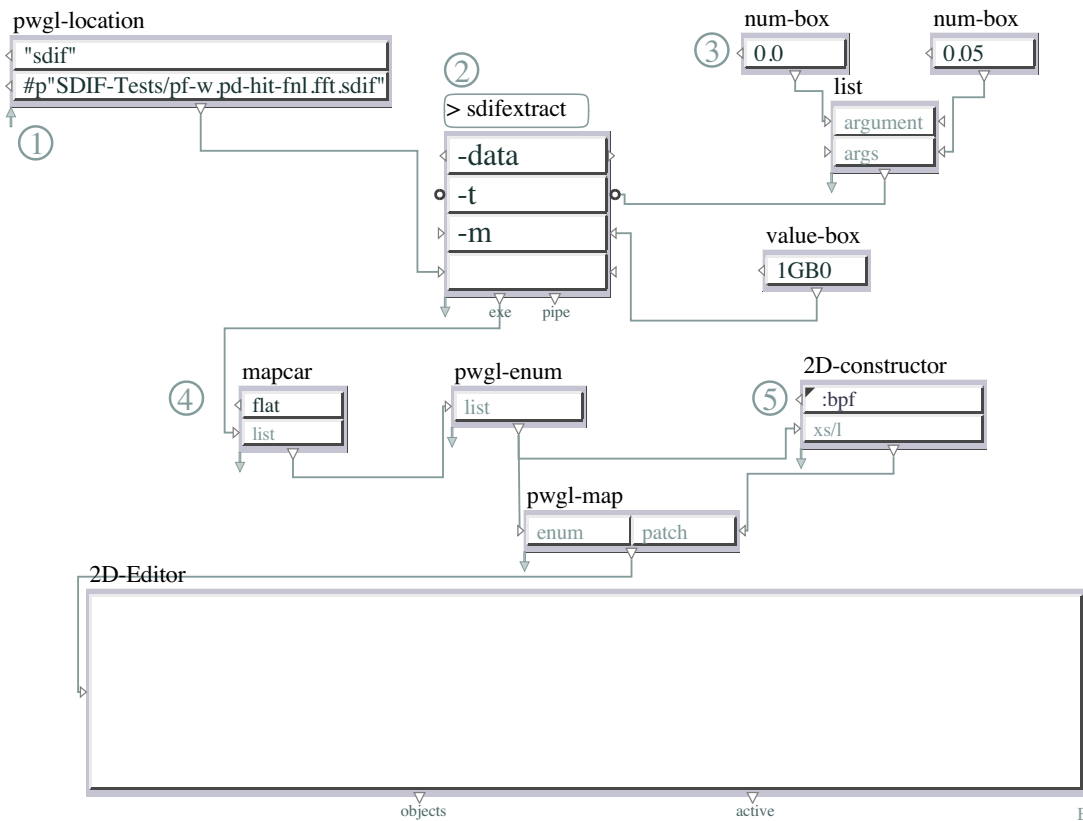 pwgl-location
"sdif"
#p"SDIF-Tests/pf-w.pd-hit-fnl.fft.sdif"
1
2
> sdifextract
-data
-t
-m
exe pipe
3
num-box
0.0
num-box
0.05
list
argument
args
value-box
1GB0
4
mapcar
flat
list
pwgl-enum
list
5
2D-constructor
:bpf
xs/l
pwgl-map
enum patch
2D-Editor
objects active